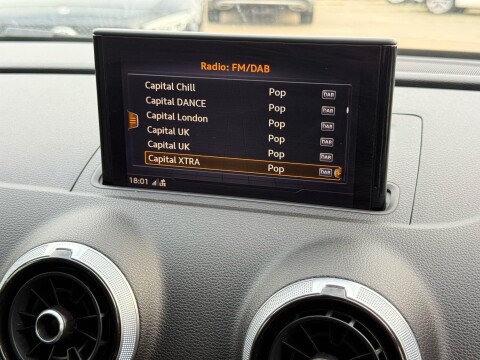 Radio: FM/DAB
Capital Chill Pop DAB
Capital DANCE Pop DAB
Capital London Pop DAB
Capital UK Pop DAB
Capital UK Pop DAB
Capital XTRA Pop DAB
18:01 LTE